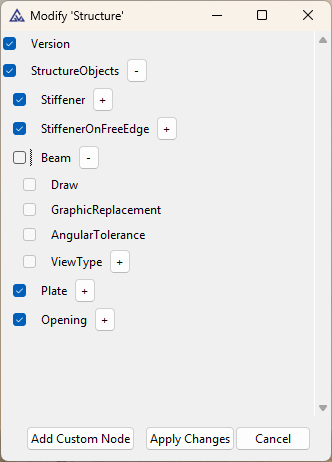 Modify 'Structure'
Version
StructureObjects -
Stiffener +
StiffenerOnFreeEdge +
Beam -
Draw
GraphicReplacement
AngularTolerance
ViewType +
Plate +
Opening +
Add Custom Node Apply Changes Cancel